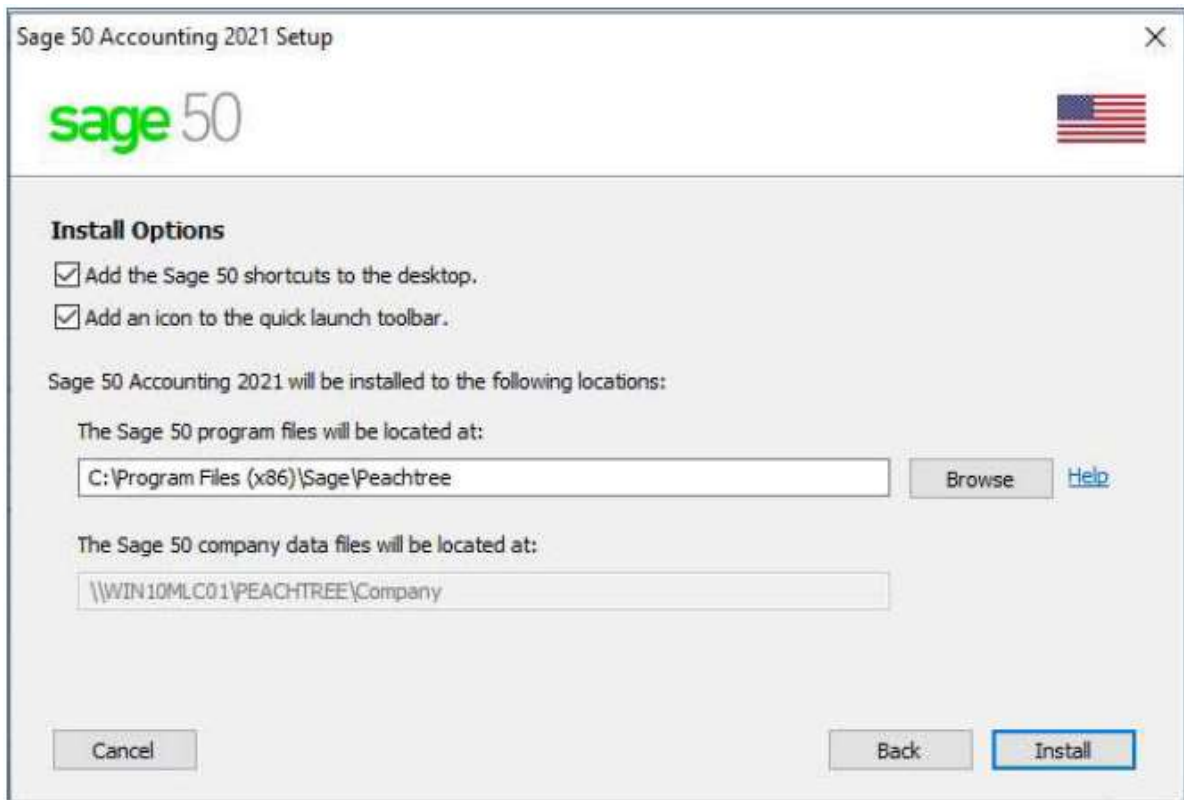 Sage 50 Accounting 2021 Setup
sage 50
Install Options
Add the Sage 50 shortcuts to the desktop.
Add an icon to the quick launch toolbar.
Sage 50 Accounting 2021 will be installed to the following locations:
The Sage 50 program files will be located at:
C:\Program Files (x86)\Sage\Peachtree
Browse
Help
The Sage 50 company data files will be located at:
\\WIN10MLC01\PEACHTREE\Company
Cancel
Back
Install